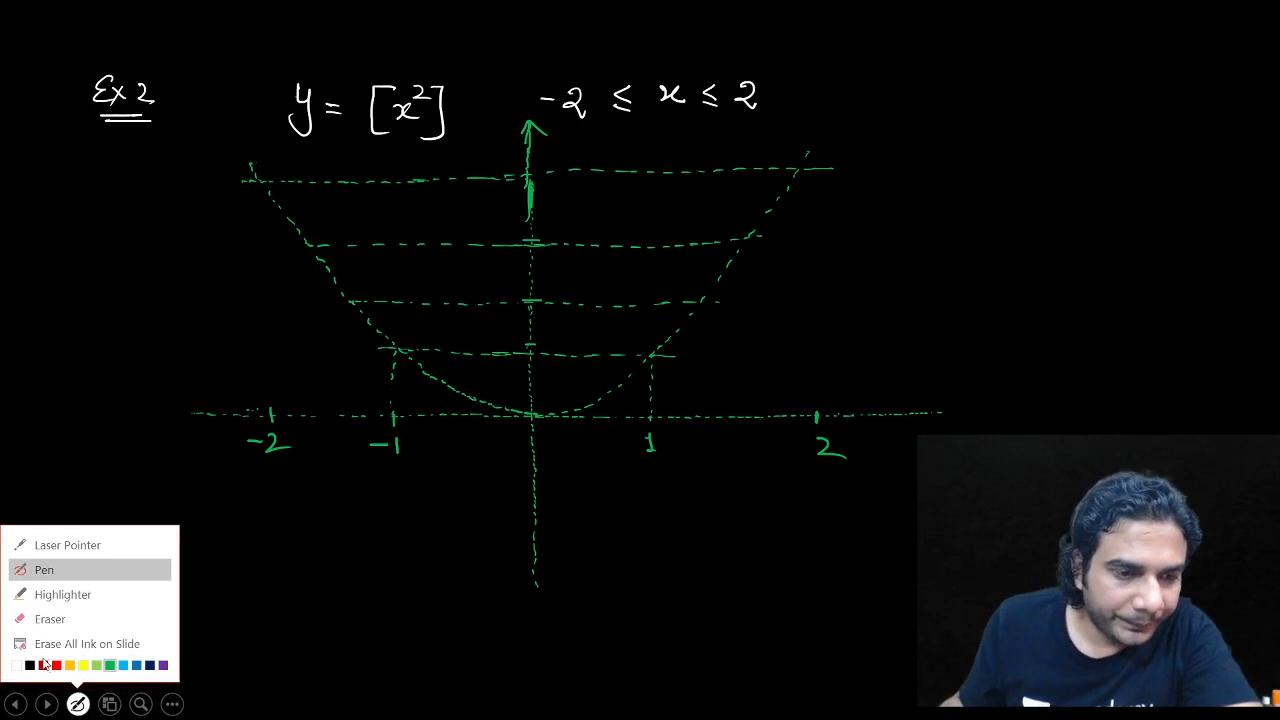 Ex 2 y = [x²] -2 ≤ x ≤ 2
-2 -1 1 2
Laser Pointer
Pen
Highlighter
Eraser
Erase All Ink on Slide